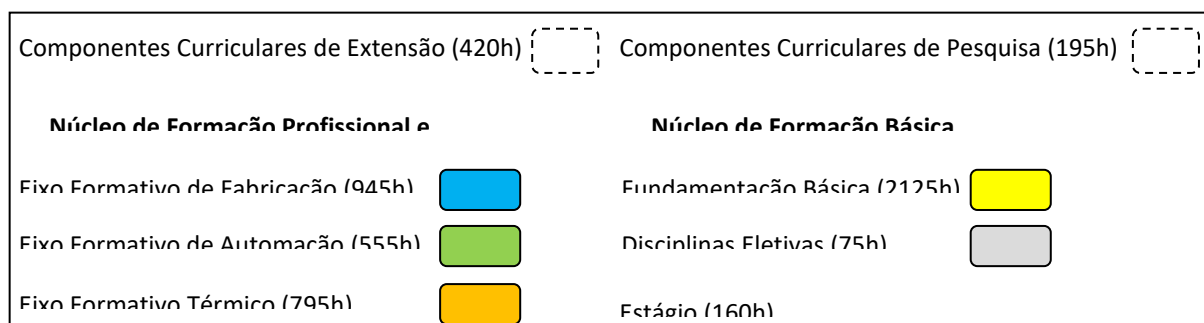 Componentes Curriculares de Extensão (420h)
Componentes Curriculares de Pesquisa (195h)
Núcleo de Formação Profissional e
Núcleo de Formação Básica
Eixo Formativo de Fabricação (945h)
Fundamentação Básica (2125h)
Eixo Formativo de Automação (555h)
Disciplinas Eletivas (75h)
Eixo Formativo Térmico (795h)
Estágio (160h)